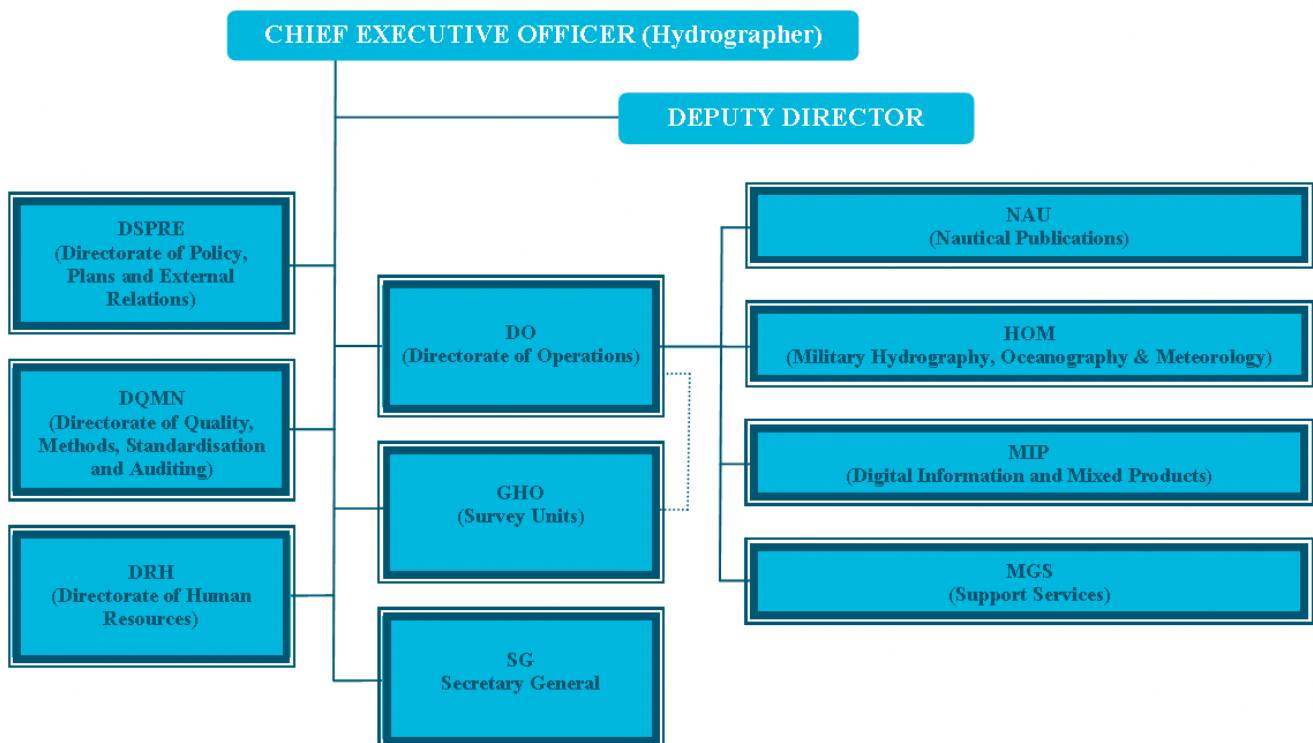 CHIEF EXECUTIVE OFFICER (Hydrographer)
DEPUTY DIRECTOR
DSPRE
(Directorate of Policy,
Plans and External
Relations)
DQMN
(Directorate of Quality,
Methods, Standardisation
and Auditing)
DRH
(Directorate of Human
Resources)
DO
(Directorate of Operations)
GHO
(Survey Units)
SG
Secretary General
NAU
(Nautical Publications)
HOM
(Military Hydrography, Oceanography & Meteorology)
MIP
(Digital Information and Mixed Products)
MGS
(Support Services)